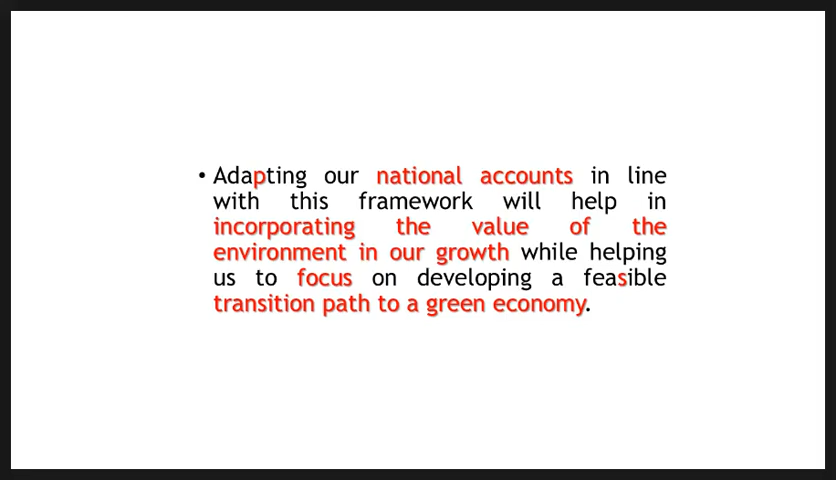 • Adapting our national accounts in line
with this framework will help in
incorporating the value of the
environment in our growth while helping
us to focus on developing a feasible
transition path to a green economy.